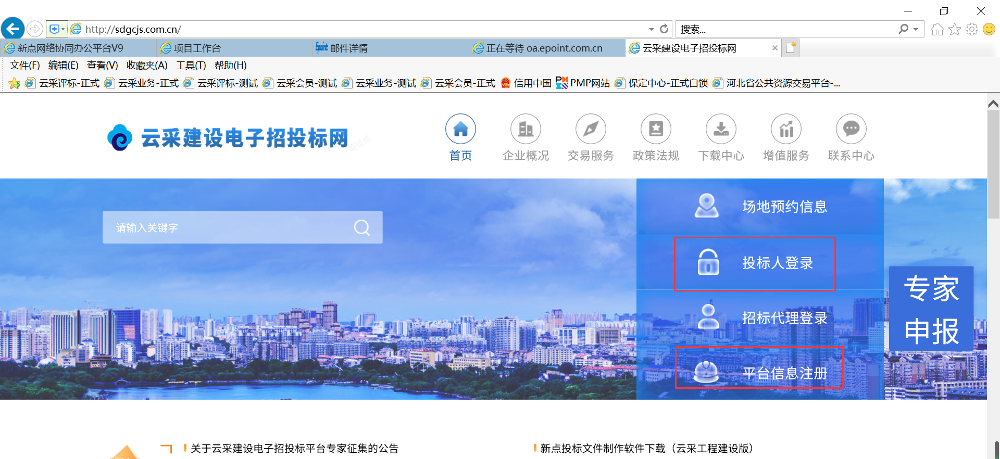 http://sdgcjs.com.cn/
搜索...
新点网络协同办公平台V9
项目工作台
Epoint 邮件详情
正在等待 oa.epoint.com.cn
云采建设电子招投标网
文件(F) 编辑(E) 查看(V) 收藏夹(A) 工具(T) 帮助(H)
云采评标-正式 云采业务-正式 云采评标-测试 云采会员-测试 云采业务-测试 云采会员-正式 信用中国 PMP网站 保定中心-正式白锁 河北省公共资源交易平台-...
云采建设电子招投标网
高佳成
首页 企业概况 交易服务 政策法规 下载中心 增值服务 联系中心
请输入关键字
场地预约信息
投标人登录
招标代理登录
平台信息注册
专家
申报
关于云采建设电子招投标平台专家征集的公告
新点投标文件制作软件下载（云采工程建设版）